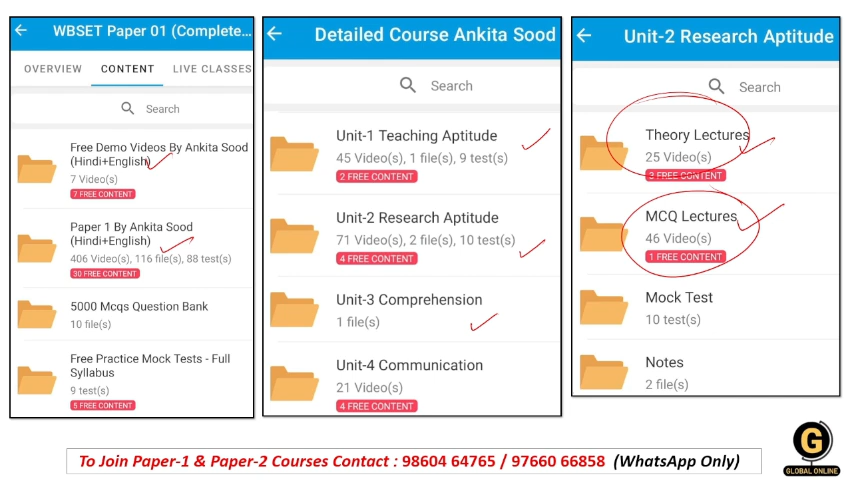 WBSET Paper 01 (Complete...
OVERVIEW CONTENT LIVE CLASSES
Search
Free Demo Videos By Ankita Sood
(Hindi+English)
7 Video(s)
7 FREE CONTENT
Paper 1 By Ankita Sood
(Hindi+English)
406 Video(s), 116 file(s), 88 test(s)
30 FREE CONTENT
5000 Mcqs Question Bank
10 file(s)
Free Practice Mock Tests - Full
Syllabus
9 test(s)
5 FREE CONTENT
Detailed Course Ankita Sood
Search
Unit-1 Teaching Aptitude
45 Video(s), 1 file(s), 9 test(s)
2 FREE CONTENT
Unit-2 Research Aptitude
71 Video(s), 2 file(s), 10 test(s)
4 FREE CONTENT
Unit-3 Comprehension
1 file(s)
Unit-4 Communication
21 Video(s)
4 FREE CONTENT
Unit-2 Research Aptitude
Search
Theory Lectures
25 Video(s)
3 FREE CONTENT
MCQ Lectures
46 Video(s)
1 FREE CONTENT
Mock Test
10 test(s)
Notes
2 file(s)
To Join Paper-1 & Paper-2 Courses Contact : 98604 64765 / 97660 66858 (WhatsApp Only)
G
GLOBAL ONLINE